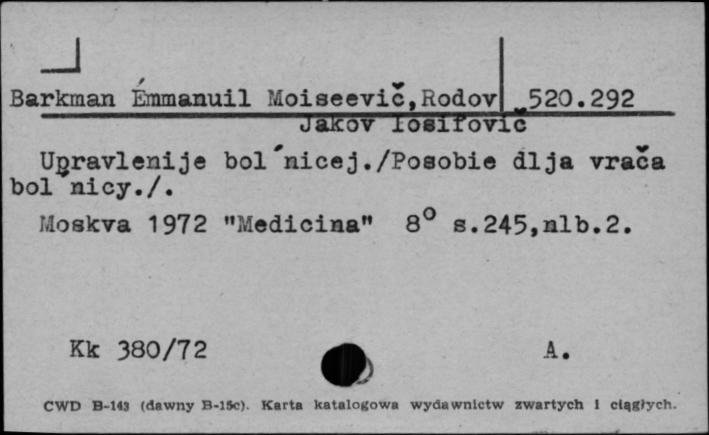 Barkman Émmanuil Moiseevič,Rodov 520.292
Jakov Iosifovič
Upravlenije bol'nicej./Posobie dlja vrača
bol'nicy./.
Moskva 1972 "Medicina" 8° s.245,nlb.2.
Kk 380/72 A.
CWD B-143 (dawny B-15c). Karta katalogowa wydawnictw zwartych i ciągłych.